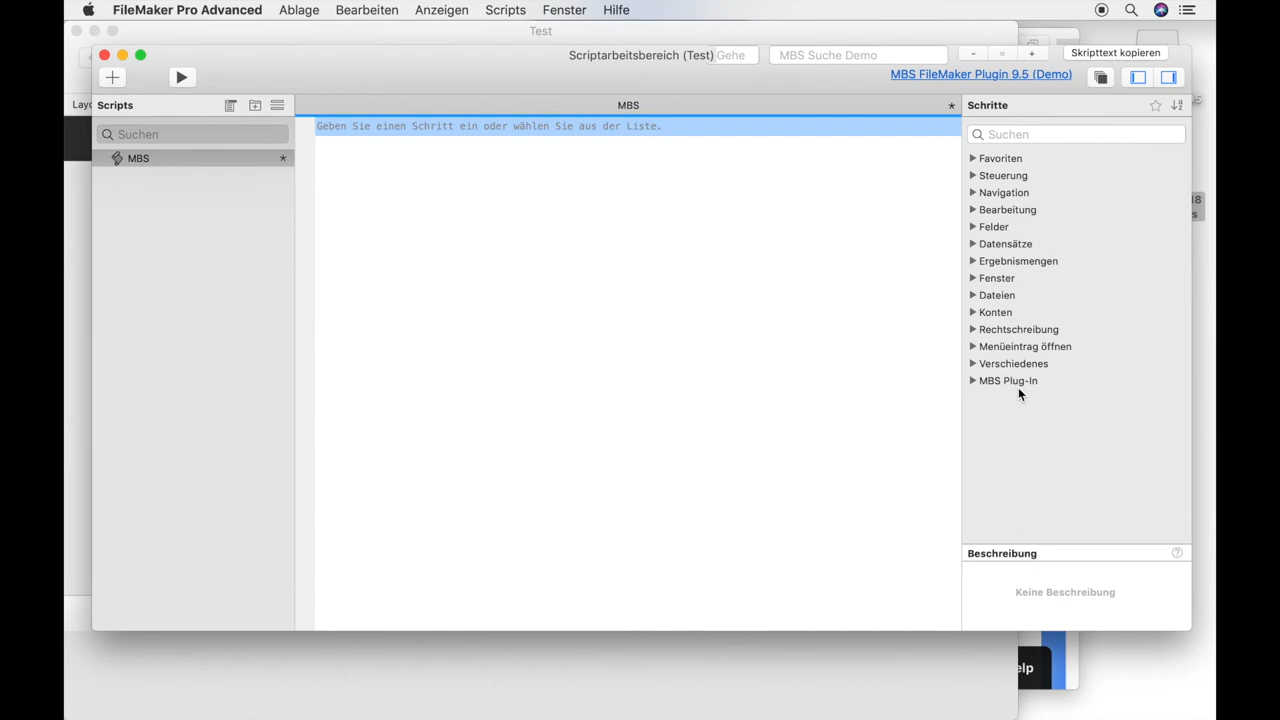 FileMaker Pro Advanced Ablage Bearbeiten Anzeigen Scripts Fenster Hilfe
Test
Scriptarbeitsbereich (Test) Gehe MBS Suche Demo - = + Skripttext kopieren
MBS FileMaker Plugin 9.5 (Demo)
Scripts MBS * Schritte
Suchen
MBS *
Geben Sie einen Schritt ein oder wählen Sie aus der Liste.
Suchen
Favoriten
Steuerung
Navigation
Bearbeitung
Felder
Datensätze
Ergebnismengen
Fenster
Dateien
Konten
Rechtschreibung
Menüeintrag öffnen
Verschiedenes
MBS Plug-In
Beschreibung
Keine Beschreibung